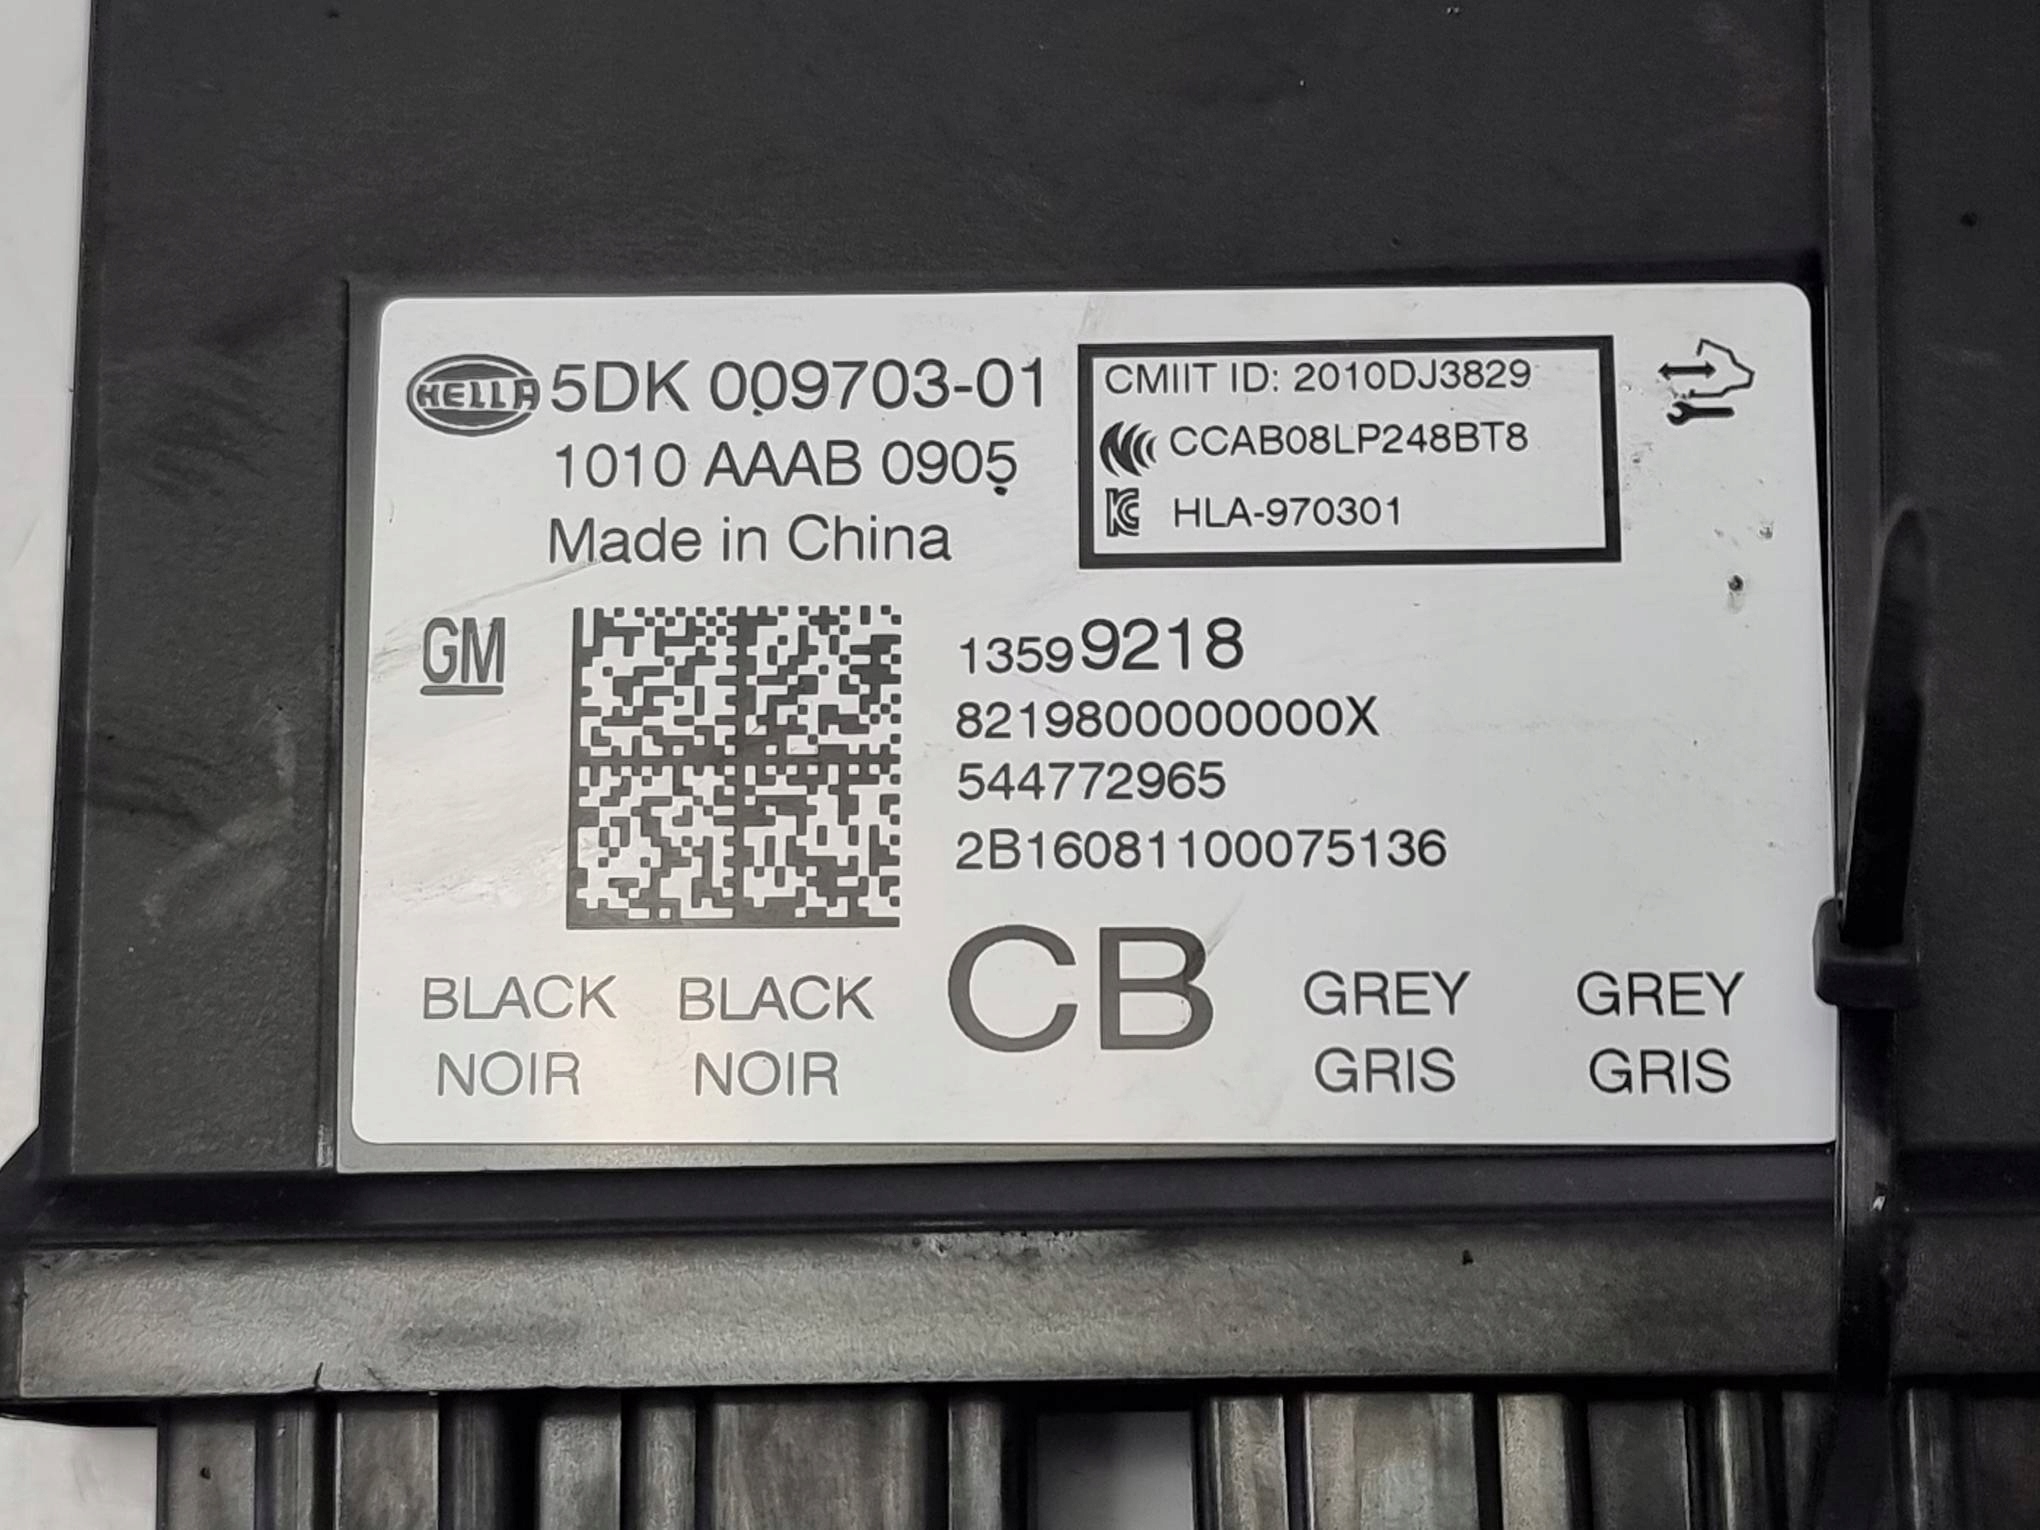 HELLA 5DK 009703-01
1010 AAAB 0905
Made in China
CMIIT ID: 2010DJ3829
CCAB08LP248BT8
HLA-970301
GM
13599218
8219800000000X
544772965
2B16081100075136
CB
BLACK BLACK GREY GREY
NOIR NOIR GRIS GRIS